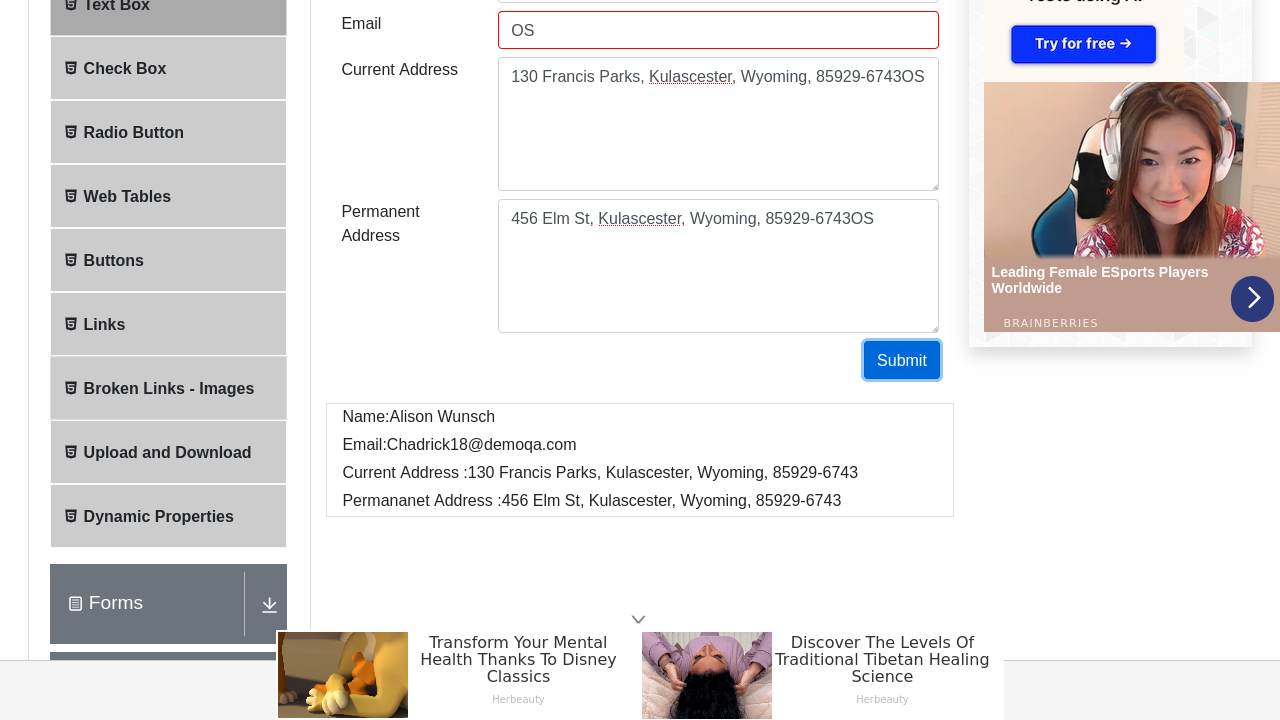 Text Box
Check Box
Radio Button
Web Tables
Buttons
Links
Broken Links - Images
Upload and Download
Dynamic Properties
Forms
Email
OS
Current Address
130 Francis Parks, Kulascester, Wyoming, 85929-6743OS
Permanent
Address
456 Elm St, Kulascester, Wyoming, 85929-6743OS
Submit
Name:Alison Wunsch
Email:Chadrick18@demoqa.com
Current Address :130 Francis Parks, Kulascester, Wyoming, 85929-6743
Permananet Address :456 Elm St, Kulascester, Wyoming, 85929-6743
Try for free →
Leading Female ESports Players
Worldwide
BRAINBERRIES
Transform Your Mental
Health Thanks To Disney
Classics
Herbeauty
Discover The Levels Of
Traditional Tibetan Healing
Science
Herbeauty